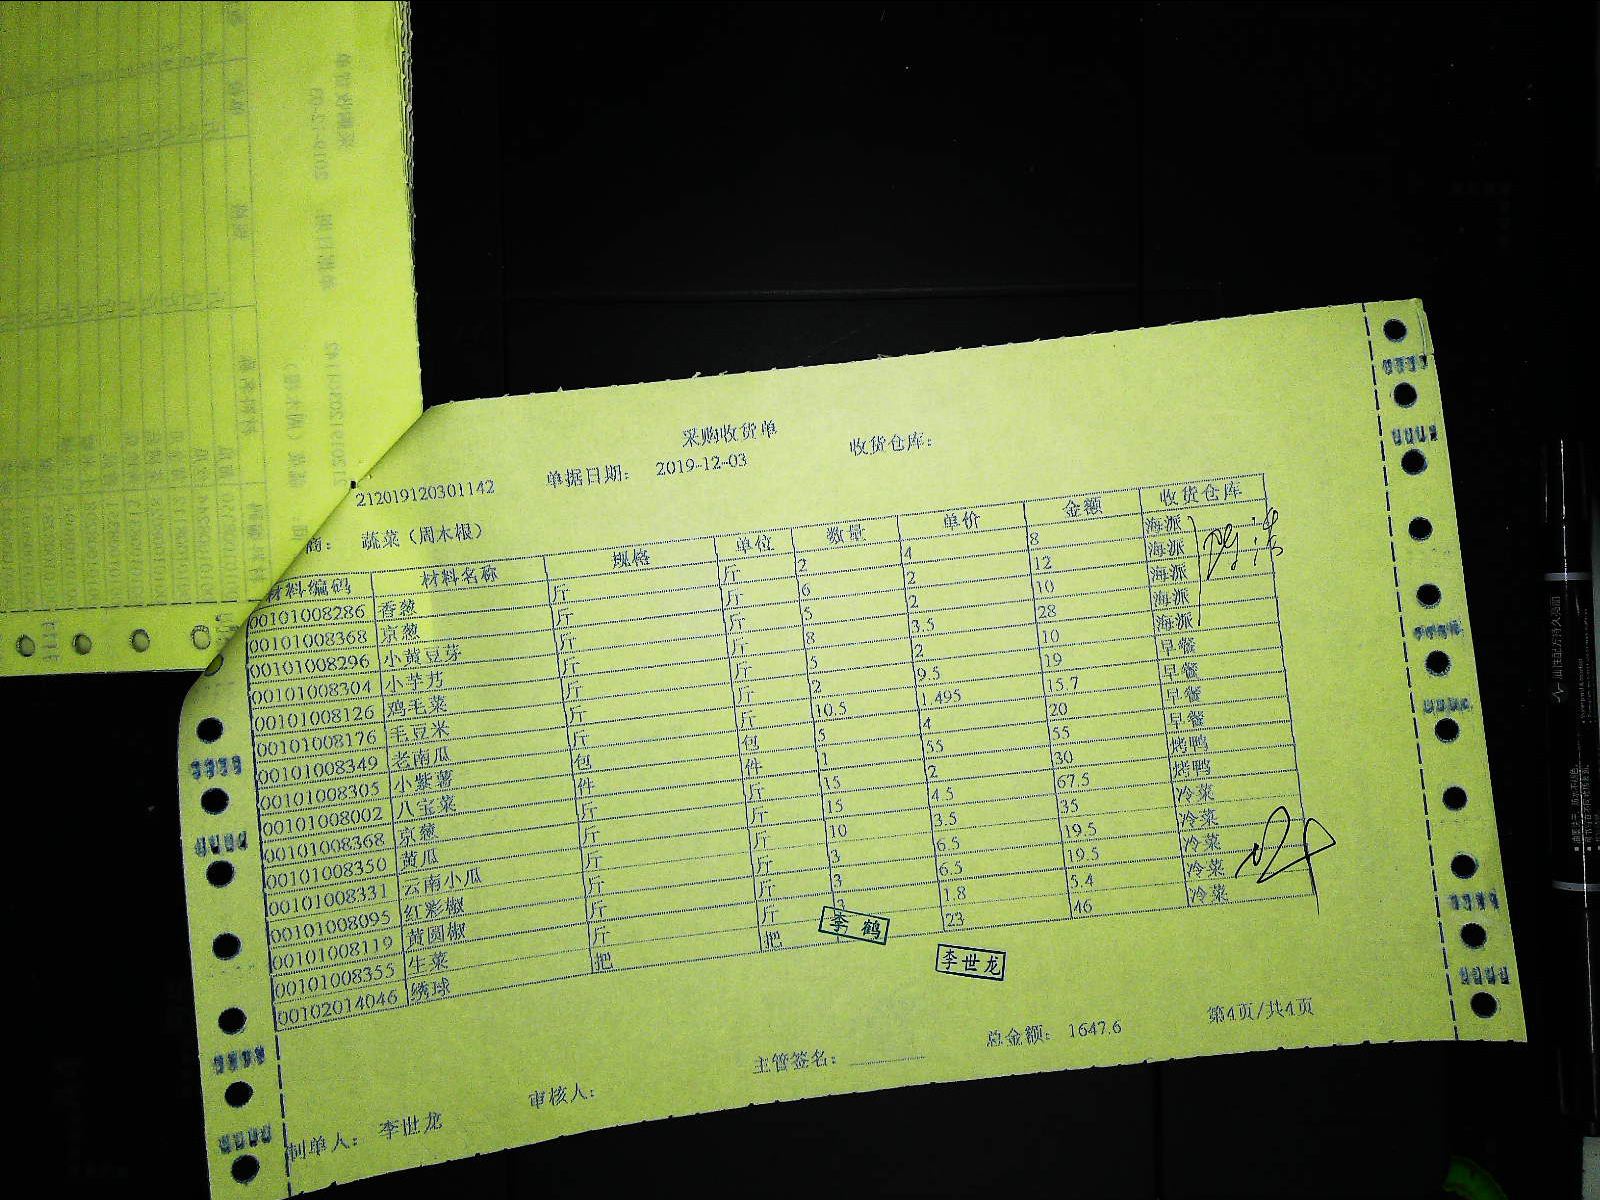 采购收货单
212019120301142 单据日期： 2019-12-03 收货仓库：
商： 蔬菜（周木根）
材料编码 材料名称 规格 单位 数量 单价 金额 收货仓库
00101008286 香葱 斤 斤 2 4 8 海派
00101008368 京葱 斤 斤 6 2 12 海派
00101008296 小黄豆芽 斤 斤 5 2 10 海派
00101008304 小芋艿 斤 斤 8 3.5 28 海派
00101008126 鸡毛菜 斤 斤 5 2 10 海派
00101008176 毛豆米 斤 斤 2 9.5 19 早餐
00101008349 老南瓜 斤 斤 10.5 1.495 15.7 早餐
00101008305 小紫薯 包 包 5 4 20 早餐
00101008002 八宝菜 件 件 1 55 55 早餐
00101008368 京葱 斤 斤 15 2 30 烤鸭
00101008350 黄瓜 斤 斤 15 4.5 67.5 烤鸭
00101008331 云南小瓜 斤 斤 10 3.5 35 冷菜
00101008095 红彩椒 斤 斤 3 6.5 19.5 冷菜
00101008119 黄圆椒 斤 斤 3 6.5 19.5 冷菜
00101008355 生菜 斤 斤 3 1.8 5.4 冷菜
00102014046 绣球 把 把 23 46 冷菜
李鹤
李世龙
制单人： 李世龙 审核人： 主管签名： 总金额： 1647.6 第4页/共4页